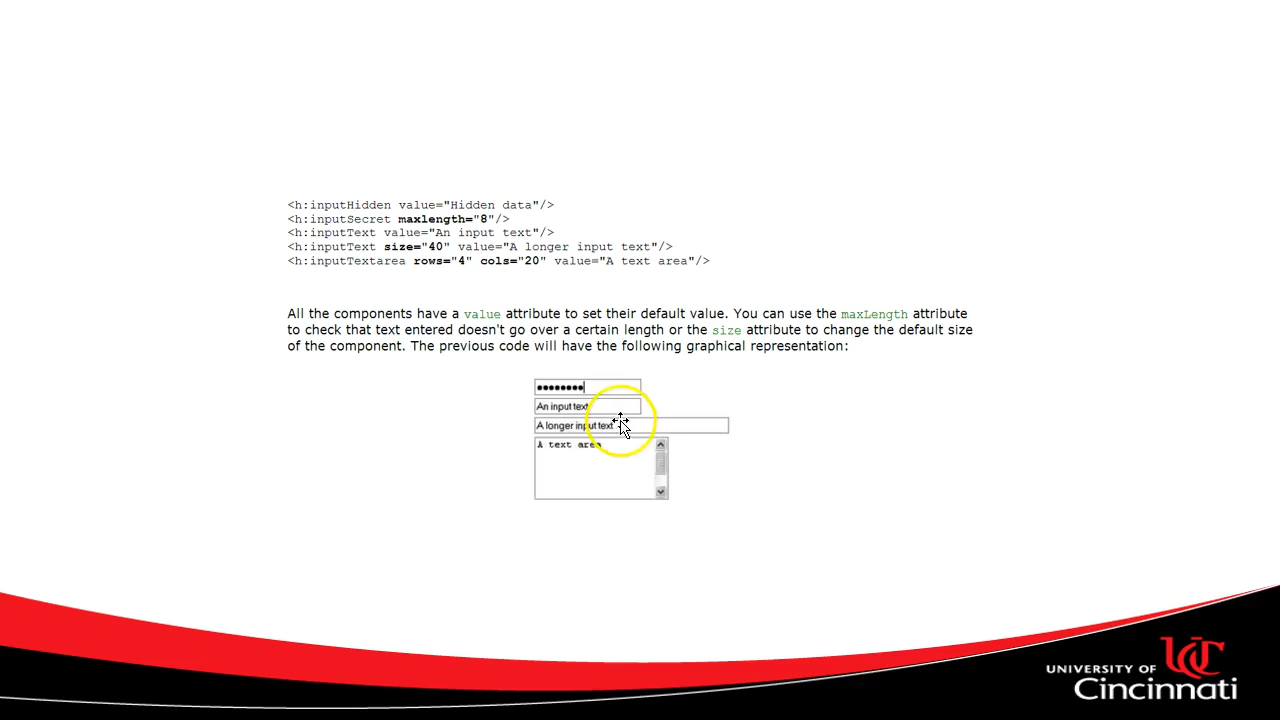 <h:inputHidden value="Hidden data"/>
<h:inputSecret maxlength="8"/>
<h:inputText value="An input text"/>
<h:inputText size="40" value="A longer input text"/>
<h:inputTextarea rows="4" cols="20" value="A text area"/>
All the components have a value attribute to set their default value. You can use the maxLength attribute
to check that text entered doesn't go over a certain length or the size attribute to change the default size
of the component. The previous code will have the following graphical representation:
●●●●●●●●
An input text
A longer input text
A text area
UNIVERSITY OF
UC
Cincinnati